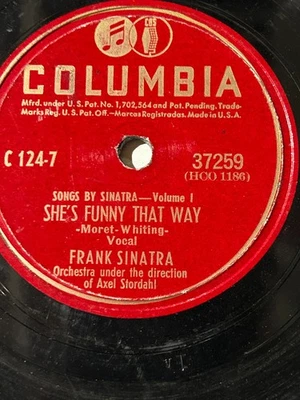 CBS
COLUMBIA
Mfrd. under U. S. Pat. No. 1,702,564 and Pat. Pending. Trade-
Marks Reg. U. S. Pat. Off.—Marcas Registradas. Made in U. S. A.
C 124-7
37259
(HCO 1186)
SONGS BY SINATRA—Volume 1
SHE'S FUNNY THAT WAY
-Moret-Whiting-
Vocal
FRANK SINATRA
Orchestra under the direction
of Axel Stordahl